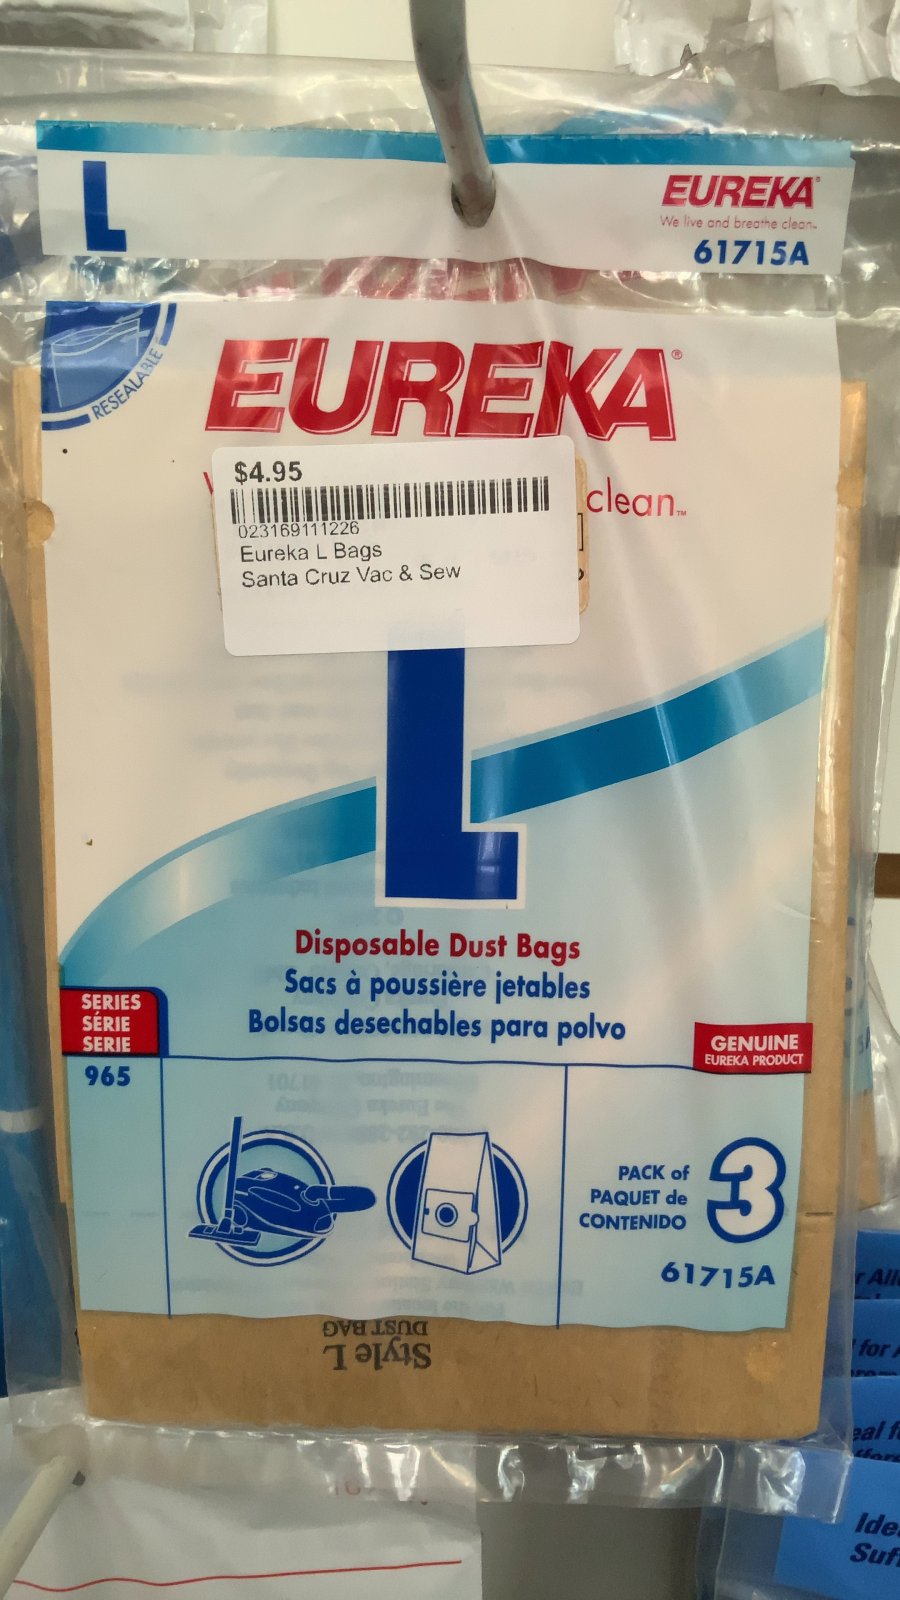 L
EUREKA®
We live and breathe clean™
61715A
RESEALABLE
EUREKA®
clean™
$4.95
023169111226
Eureka L Bags
Santa Cruz Vac & Sew
L
Disposable Dust Bags
Sacs à poussière jetables
Bolsas desechables para polvo
SERIES
SÉRIE
SERIE
965
GENUINE
EUREKA PRODUCT
PACK of
PAQUET de
CONTENIDO
3
61715A
Style L
DUST BAG